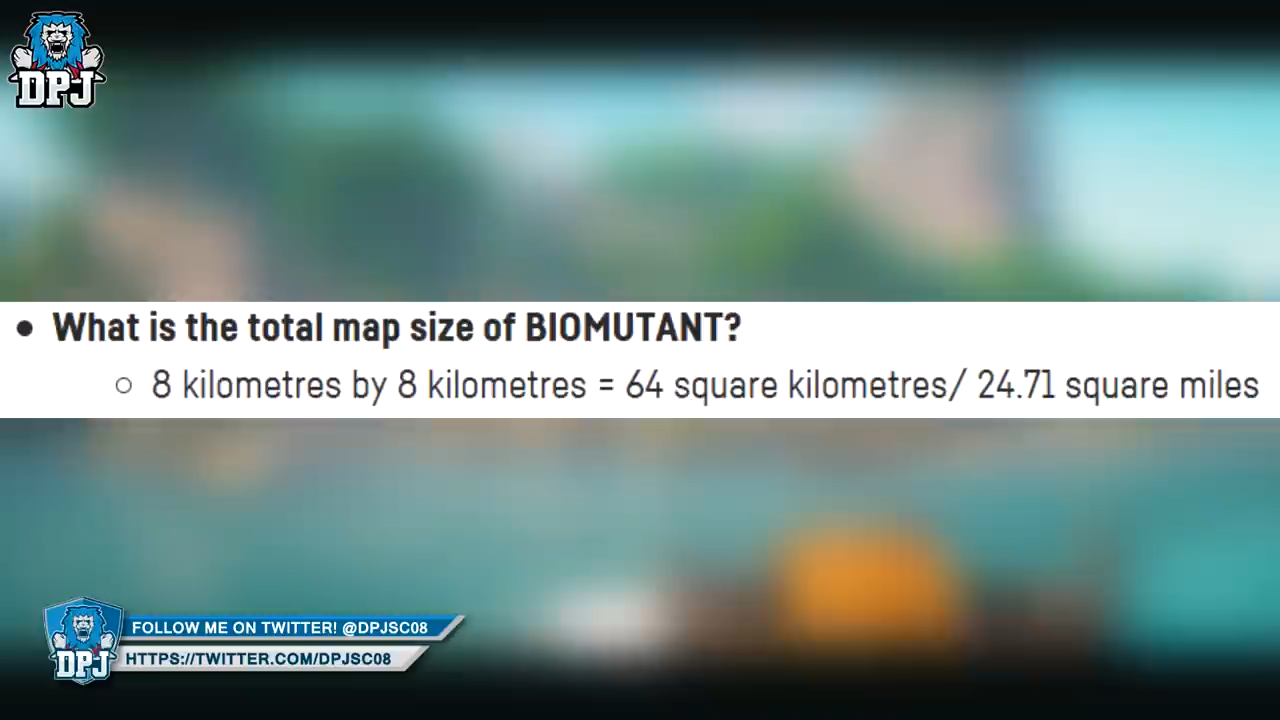 DPJ
• What is the total map size of BIOMUTANT?
○ 8 kilometres by 8 kilometres = 64 square kilometres/ 24.71 square miles
FOLLOW ME ON TWITTER! @DPJSC08
DPJ
HTTPS://TWITTER.COM/DPJSC08